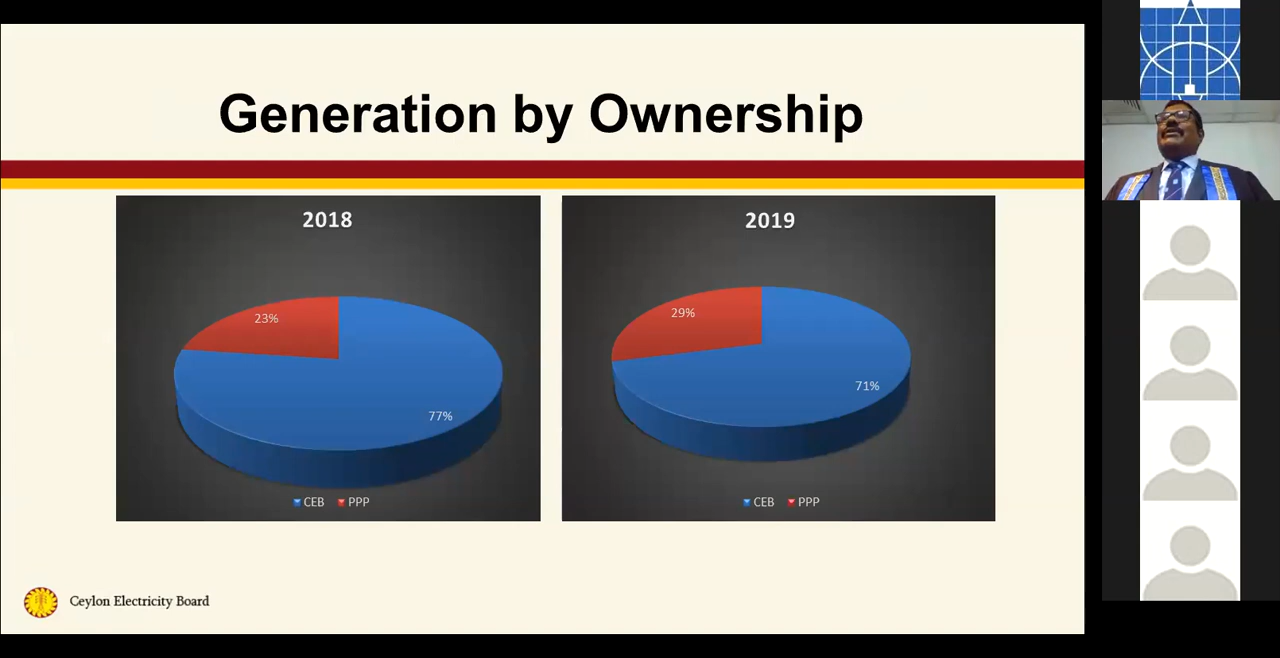 Generation by Ownership
2018
23%
77%
CEB PPP
2019
29%
71%
CEB PPP
Ceylon Electricity Board